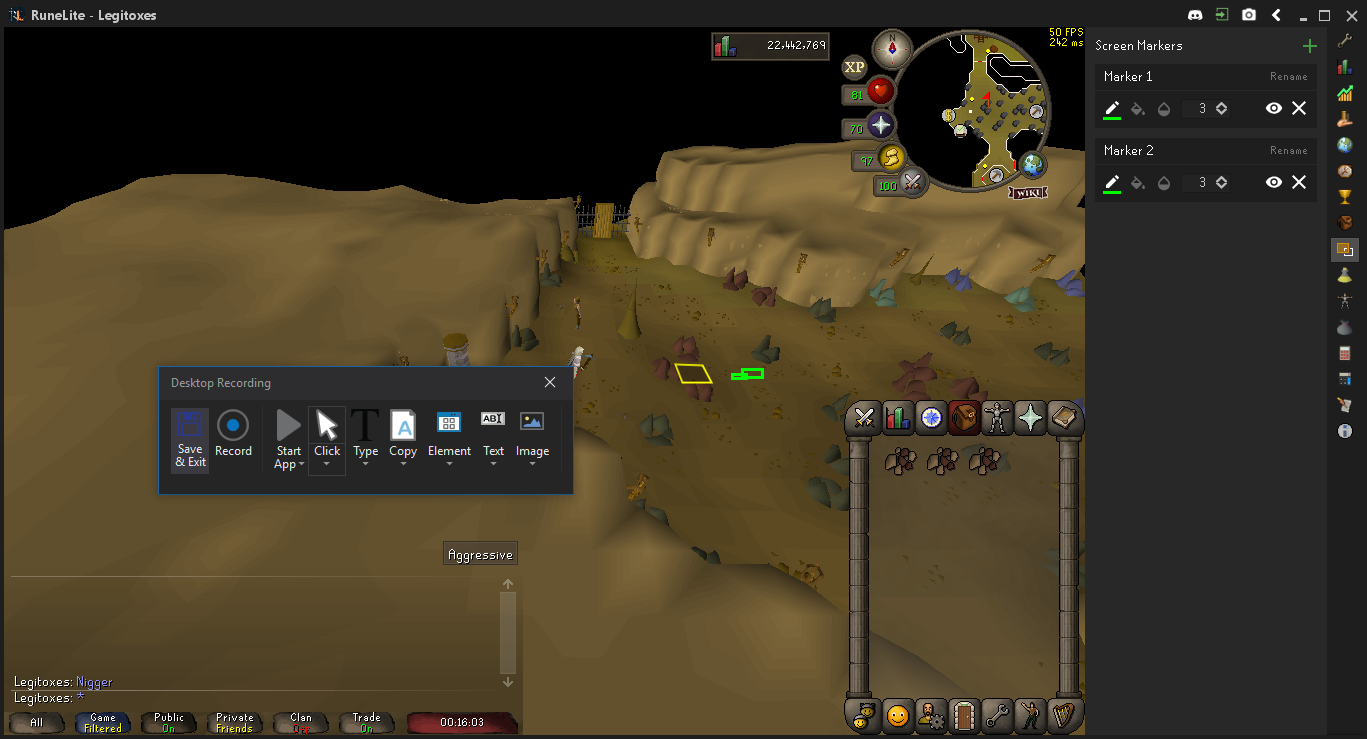 RuneLite - Legitoxes
22,442,769
50 FPS
242 ms
XP
81
70
97
100
WIKI
Screen Markers
Marker 1
Rename
3
Marker 2
Rename
3
Desktop Recording
Save & Exit
Record
Start App
Click
Type
Copy
Element
Text
Image
Aggressive
Legitoxes: Nigger
Legitoxes: *
All
Game Filtered
Public On
Private Friends
Clan Off
Trade On
00:16:03